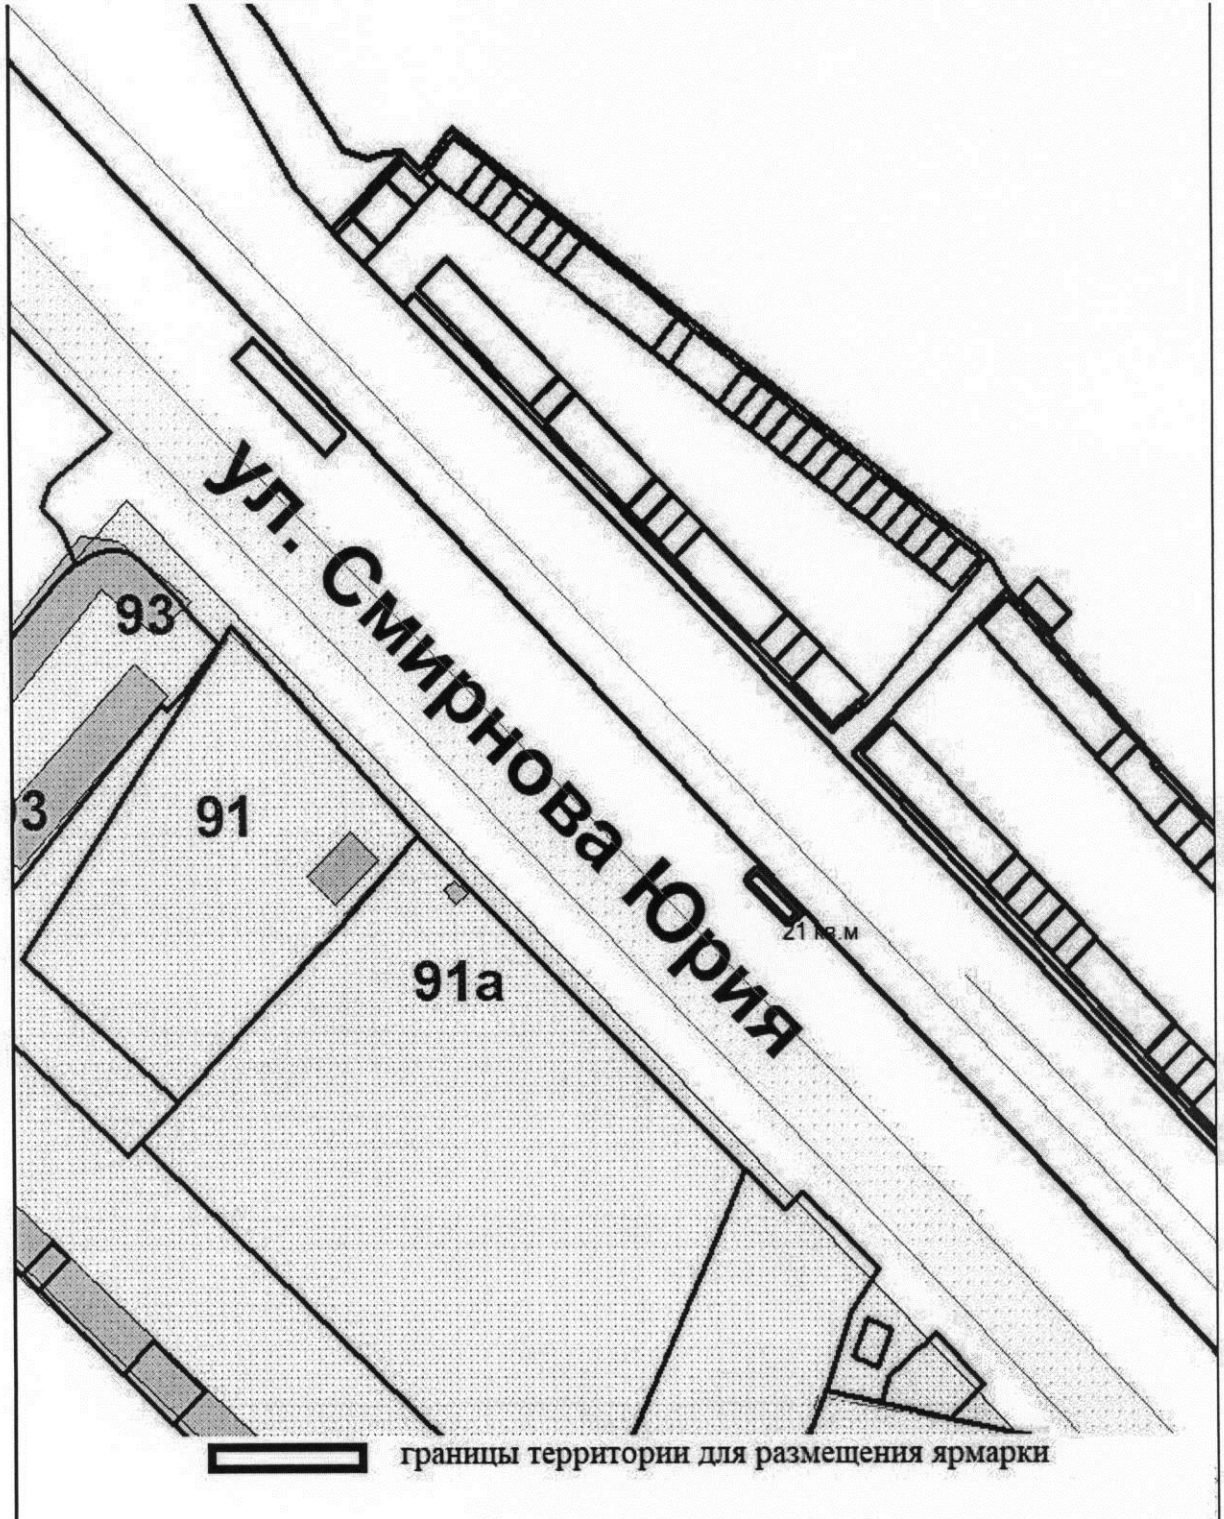 ул. Смирнова Юрия
93
3
91
21 кв.м
91а
границы территории для размещения ярмарки